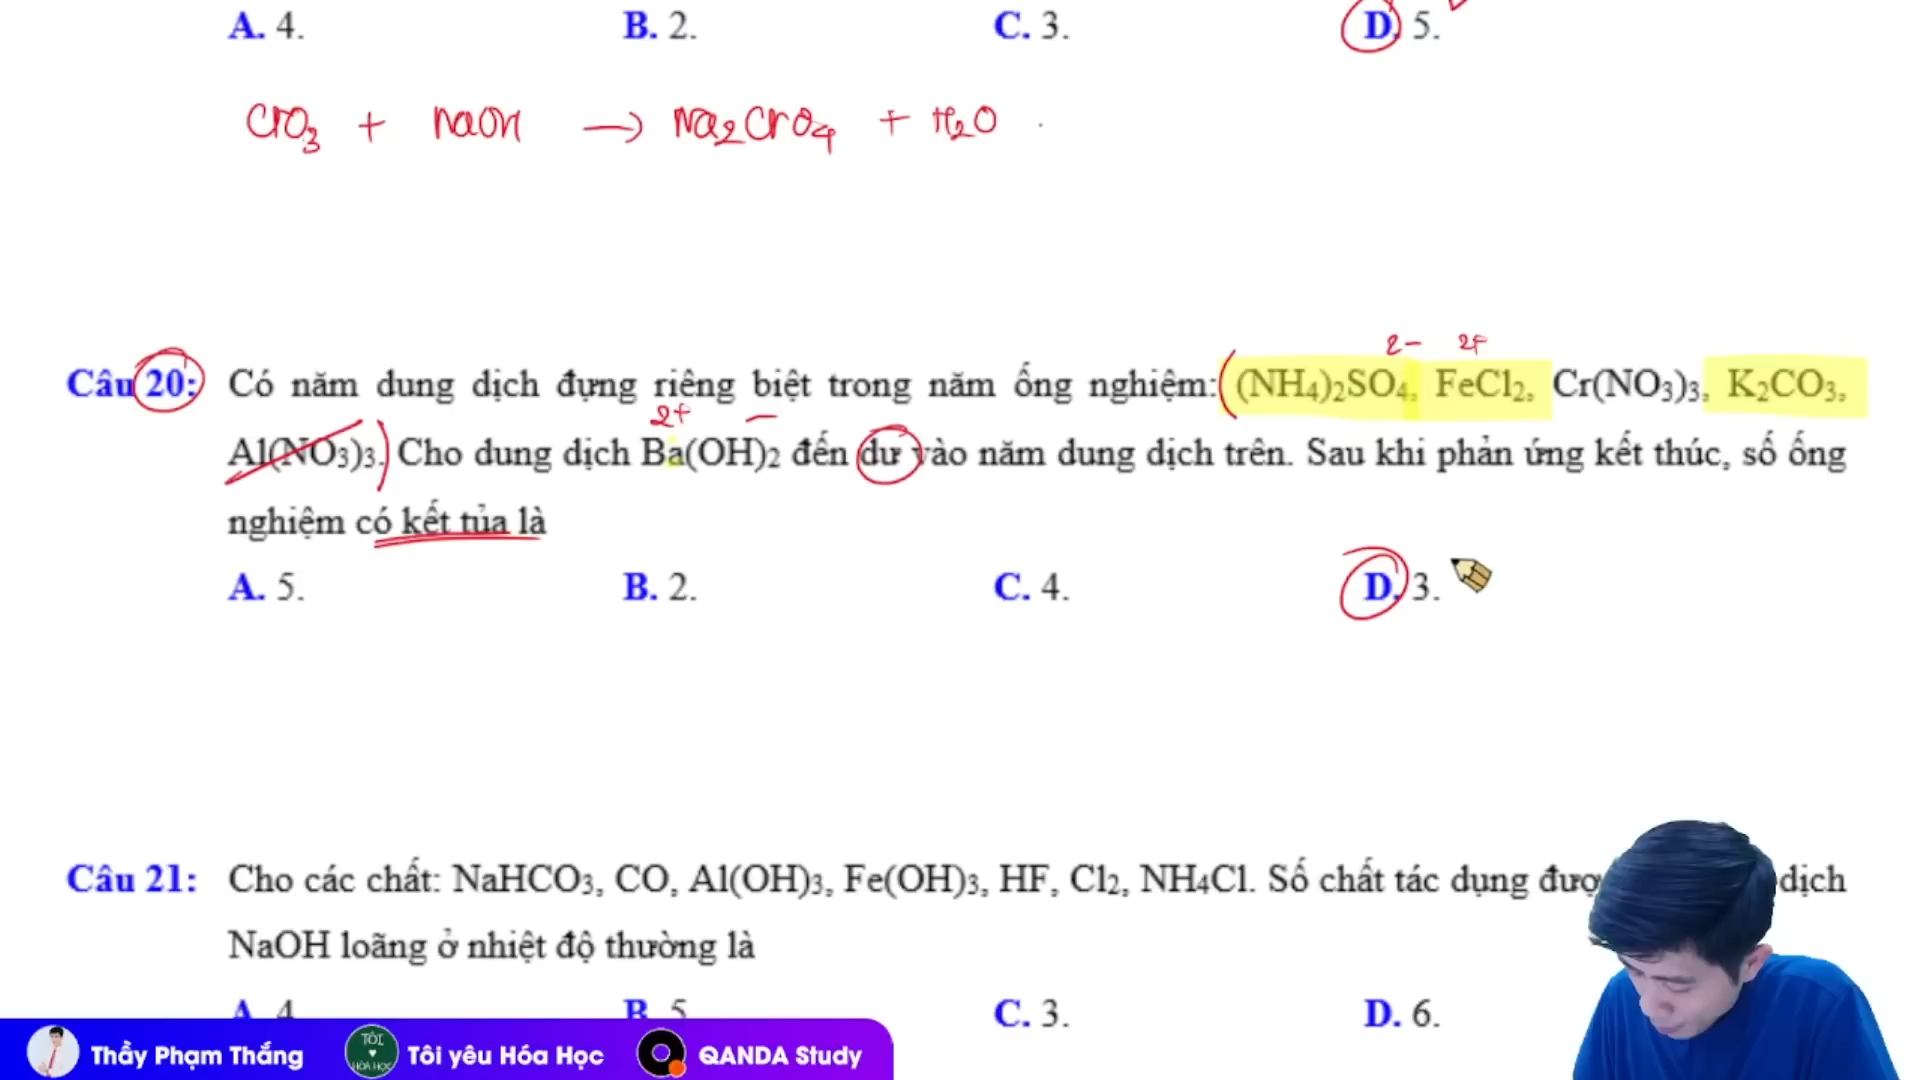 A. 4. B. 2. C. 3. D. 5.
CrO3 + NaOH → Na2CrO4 + H2O
2- 2+
Câu 20: Có năm dung dịch đựng riêng biệt trong năm ống nghiệm: (NH4)2SO4, FeCl2, Cr(NO3)3, K2CO3,
2+ −
Al(NO3)3. Cho dung dịch Ba(OH)2 đến dư vào năm dung dịch trên. Sau khi phản ứng kết thúc, số ống
nghiệm có kết tủa là
A. 5. B. 2. C. 4. D. 3.
Câu 21: Cho các chất: NaHCO3, CO, Al(OH)3, Fe(OH)3, HF, Cl2, NH4Cl. Số chất tác dụng dịch
NaOH loãng ở nhiệt độ thường là
A. 4 B. 5 C. 3. D. 6.
Thầy Phạm Thắng TÔI ♥ HÓA HỌC Tôi yêu Hóa Học QANDA Study